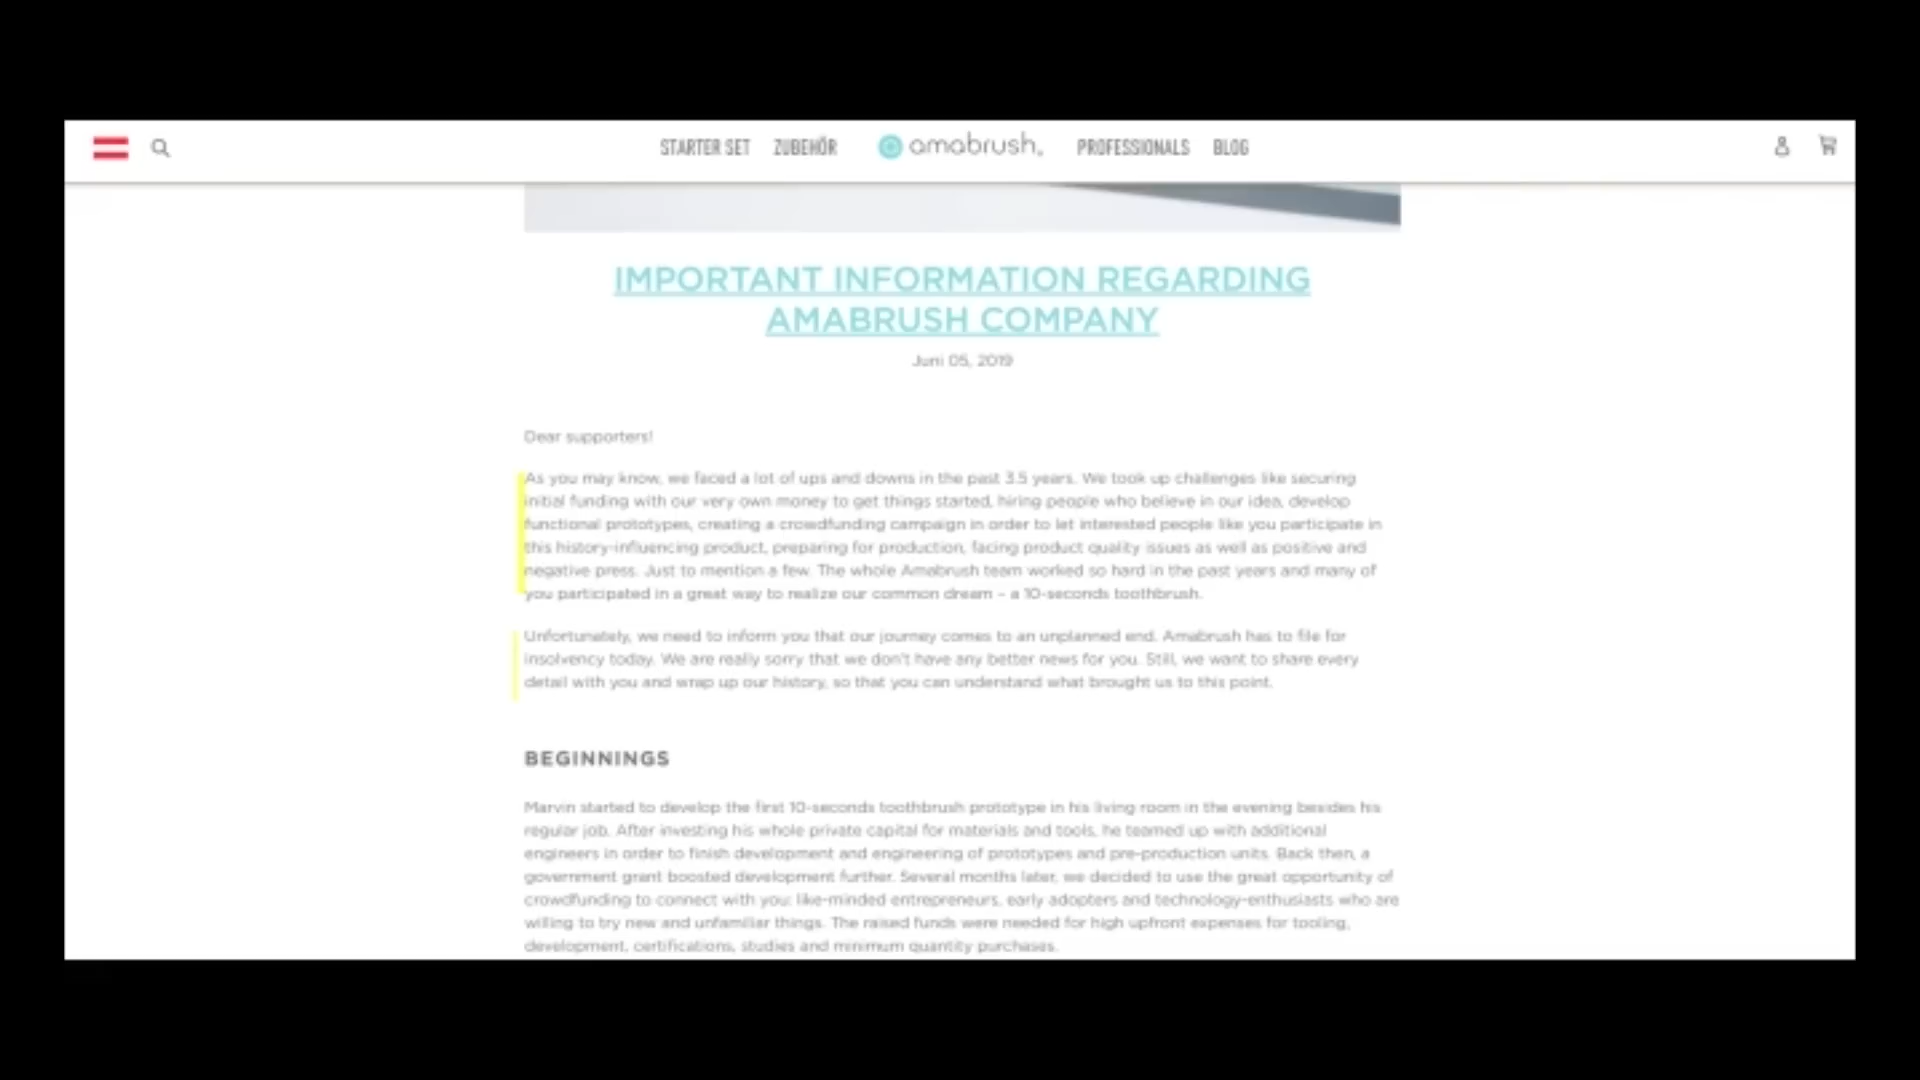 STARTER SET ZUBEHÖR amabrush. PROFESSIONALS BLOG
IMPORTANT INFORMATION REGARDING
AMABRUSH COMPANY
Juni 05, 2019
Dear supporters!
As you may know, we faced a lot of ups and downs in the past 3.5 years. We took up challenges like securing
initial funding with our very own money to get things started, hiring people who believe in our idea, develop
functional prototypes, creating a crowdfunding campaign in order to let interested people like you participate in
this history-influencing product, preparing for production, facing product quality issues as well as positive and
negative press. Just to mention a few. The whole Amabrush team worked so hard in the past years and many of
you participated in a great way to realize our common dream – a 10-seconds toothbrush.
Unfortunately, we need to inform you that our journey comes to an unplanned end. Amabrush has to file for
insolvency today. We are really sorry that we don't have any better news for you. Still, we want to share every
detail with you and wrap up our history, so that you can understand what brought us to this point.
BEGINNINGS
Marvin started to develop the first 10-seconds toothbrush prototype in his living room in the evening besides his
regular job. After investing his whole private capital for materials and tools, he teamed up with additional
engineers in order to finish development and engineering of prototypes and pre-production units. Back then, a
government grant boosted development further. Several months later, we decided to use the great opportunity of
crowdfunding to connect with you: like-minded entrepreneurs, early adopters and technology-enthusiasts who are
willing to try new and unfamiliar things. The raised funds were needed for high upfront expenses for tooling,
development, certifications, studies and minimum quantity purchases.